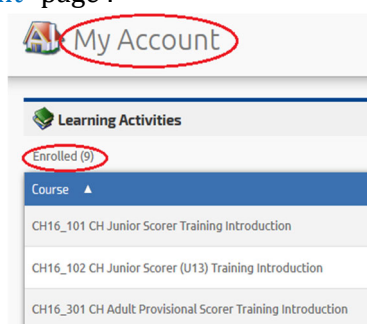 nt" page .
My Account
Learning Activities
Enrolled (9)
Course ▲
CH16_101 CH Junior Scorer Training Introduction
CH16_102 CH Junior Scorer (U13) Training Introduction
CH16_301 CH Adult Provisional Scorer Training Introduction